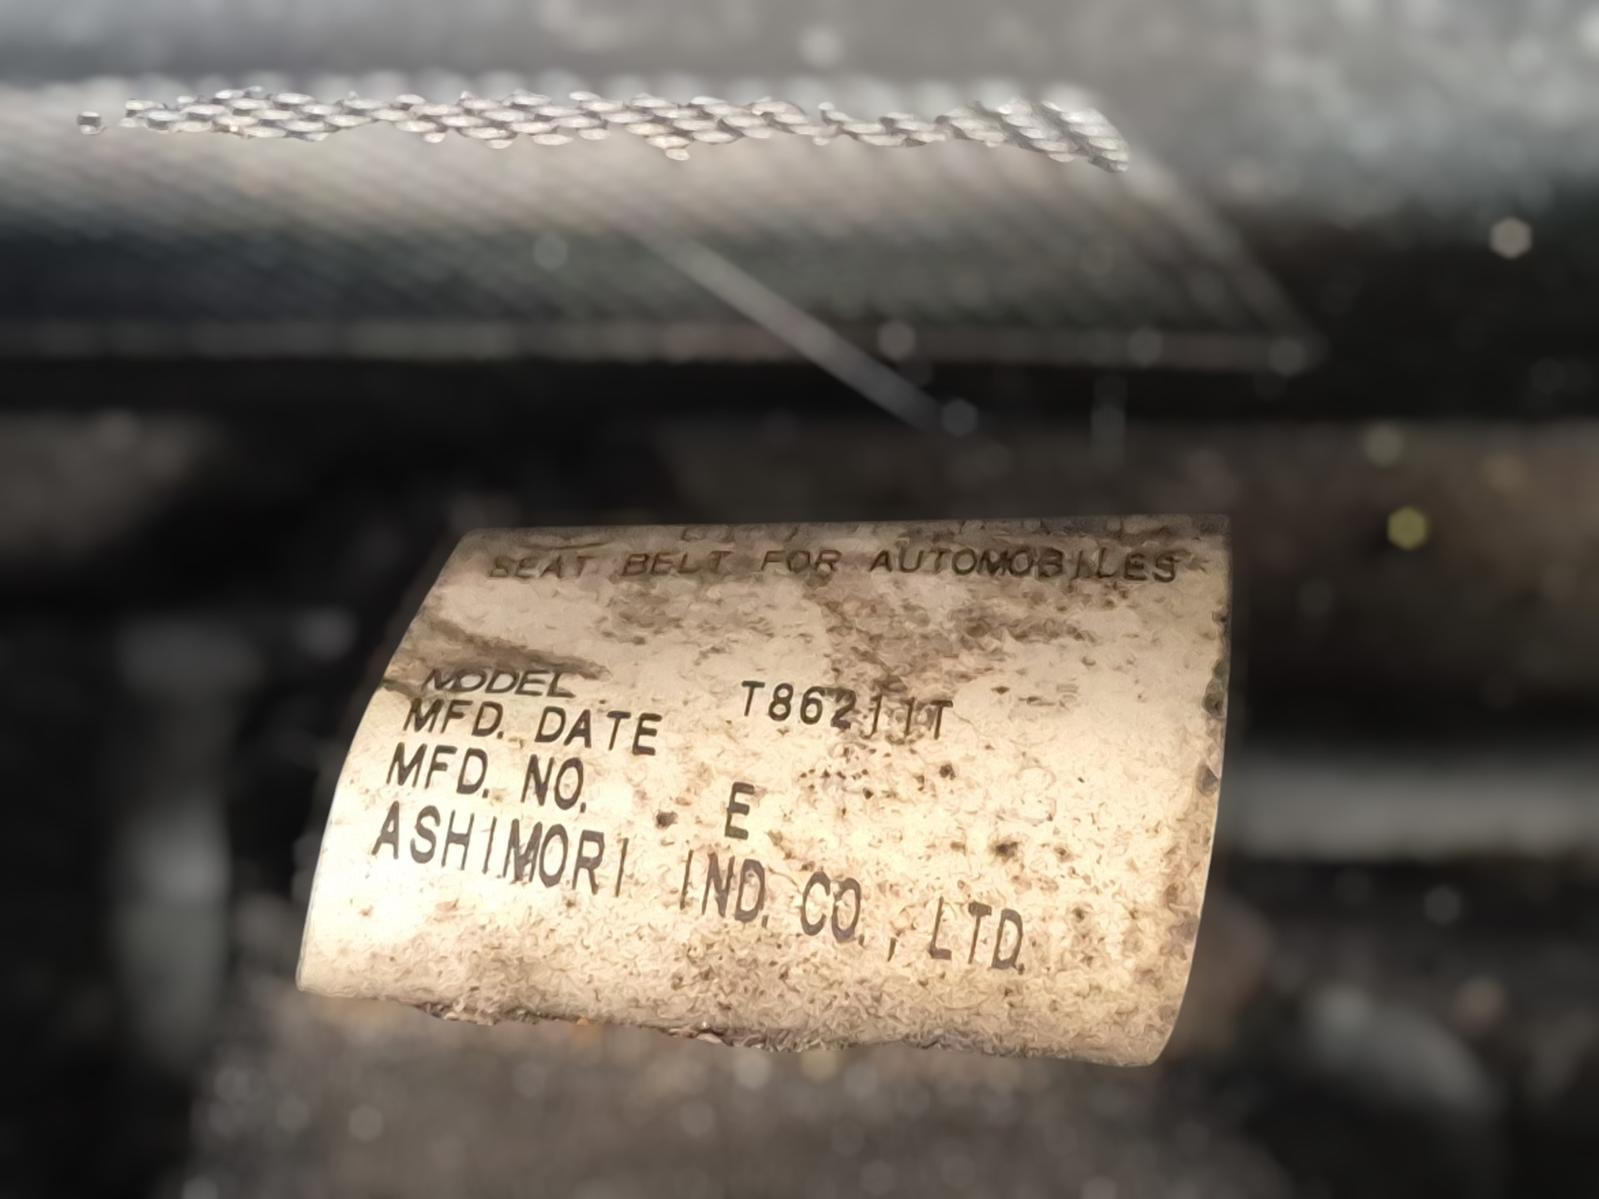 SEAT BELT FOR AUTOMOBILES
MODEL T86211T
MFD. DATE
MFD. NO. E
ASHIMORI IND. CO., LTD.